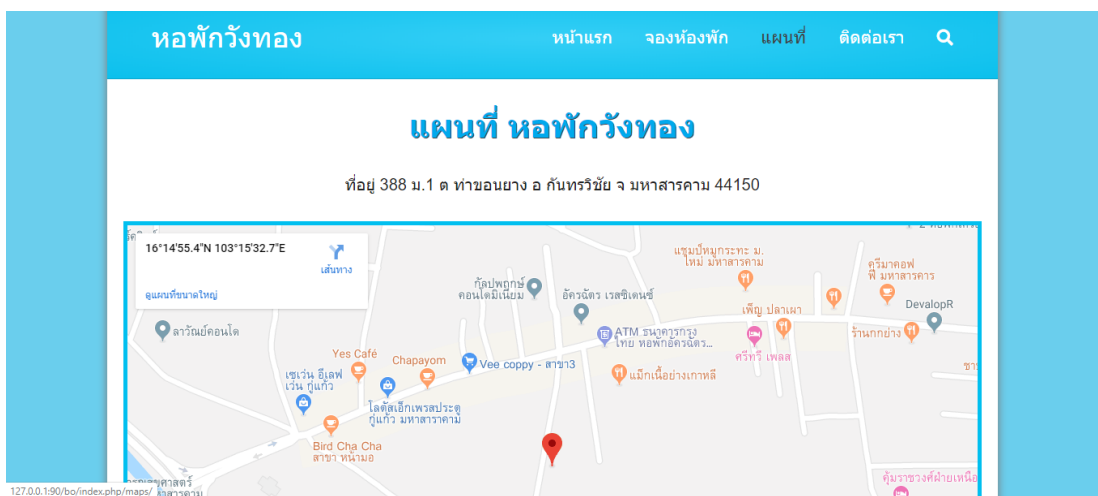 หอพักวังทอง
หน้าแรก จองห้องพัก แผนที่ ติดต่อเรา
แผนที่ หอพักวังทอง
ที่อยู่ 388 ม.1 ต ท่าขอนยาง อ กันทรวิชัย จ มหาสารคาม 44150
16°14'55.4"N 103°15'32.7"E
เส้นทาง
ดูแผนที่ขนาดใหญ่
แชมป์หมูกระทะ ม.
ใหม่ มหาสารคาม
ดรีมาคอฟ
ฟี่ มหาสารคาร
กัลปพฤกษ์
คอนโดมิเนียม
อัครฉัตร เรสซิเดนซ์
เพ็ญ ปลาเผา
DevalopR
ลาวัณย์คอนโด
ATM ธนาคารกรุง
ไทย หอพักอัครฉัตร...
ร้านกกย่าง
ศรีทวี เพลส
Yes Café
Chapayom
Vee coppy - สาขา3
แม็กเนื้อย่างเกาหลี
เซเว่น อีเลฟ
เว่น กู่แก้ว
โลตัสเอ็กเพรสประตู
กู่แก้ว มหาสาราคาม
Bird Cha Cha
สาขา หน้ามอ
คุ้มราชวงศ์ฝ่ายเหนือ
127.0.0.1:90/bo/index.php/maps/